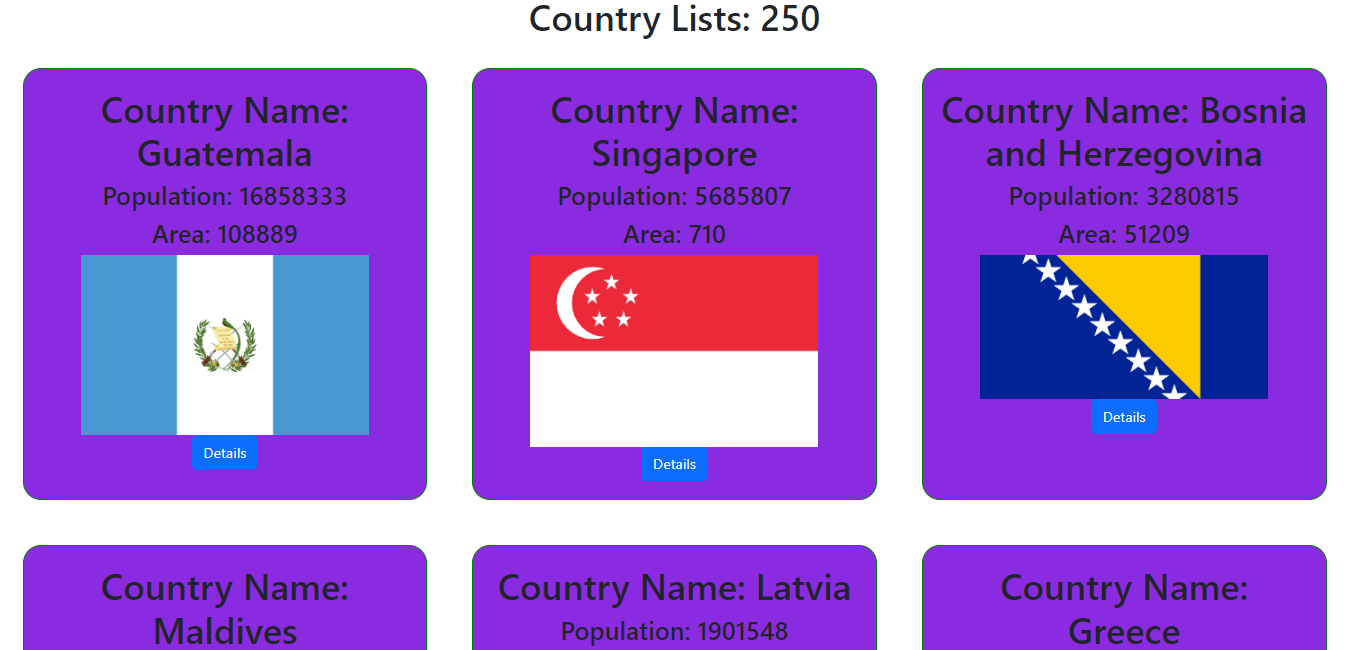 Country Lists: 250
Country Name:
Guatemala
Population: 16858333
Area: 108889
Details
Country Name:
Singapore
Population: 5685807
Area: 710
Details
Country Name: Bosnia
and Herzegovina
Population: 3280815
Area: 51209
Details
Country Name:
Maldives
Country Name: Latvia
Population: 1901548
Country Name:
Greece